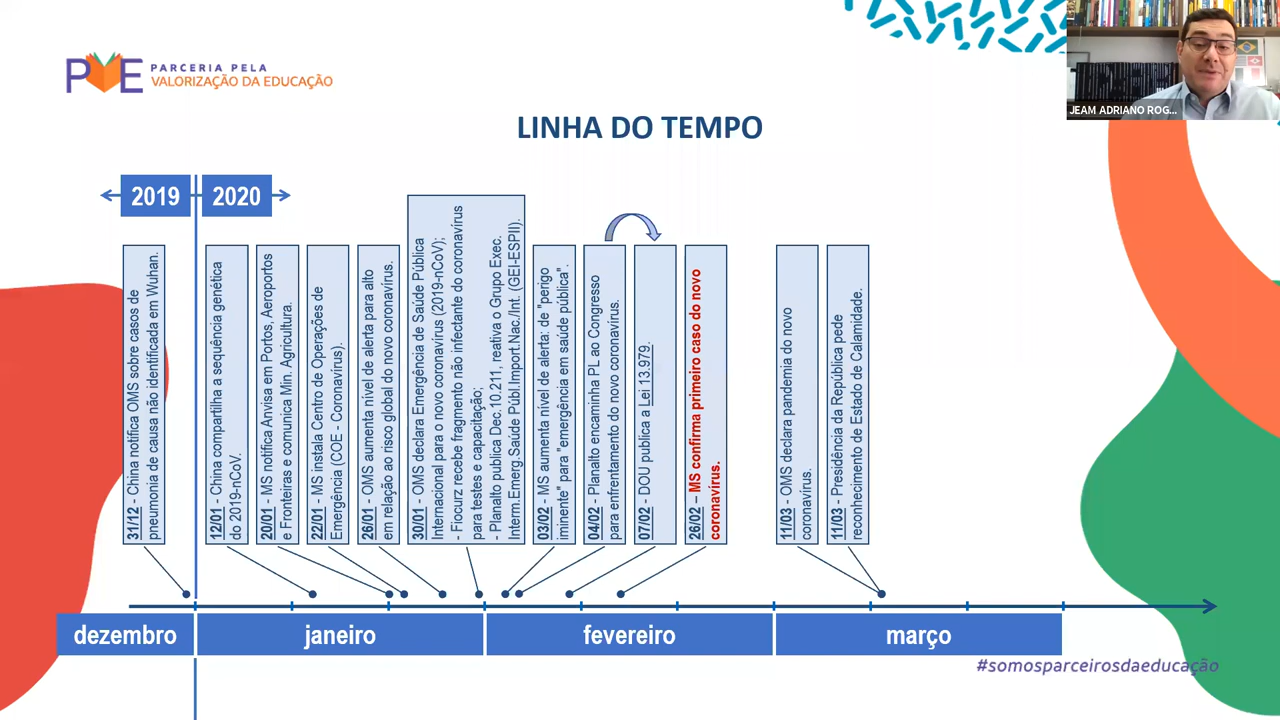 PVE PARCERIA PELA
VALORIZAÇÃO DA EDUCAÇÃO
JEAM ADRIANO ROG...
LINHA DO TEMPO
2019
2020
31/12 - China notifica OMS sobre casos de
pneumonia de causa não identificada em Wuhan.
12/01 - China compartilha a sequência genética
do 2019-nCoV.
20/01 - MS notifica Anvisa em Portos, Aeroportos
e Fronteiras e comunica Min. Agricultura.
22/01 - MS instala Centro de Operações de
Emergência (COE - Coronavírus).
26/01 - OMS aumenta nível de alerta para alto
em relação ao risco global do novo coronavírus.
30/01 - OMS declara Emergência de Saúde Pública
Internacional para o novo coronavírus (2019-nCoV);
- Fiocurz recebe fragmento não infectante do coronavírus
para testes e capacitação;
- Planalto publica Dec.10.211, reativa o Grupo Exec.
Interm.Emerg.Saúde Públ.Import.Nac./Int. (GEI-ESPII).
03/02 - MS aumenta nível de alerta: de "perigo
iminente" para "emergência em saúde pública".
04/02 - Planalto encaminha PL ao Congresso
para enfrentamento do novo coronavírus.
07/02 - DOU publica a Lei 13.979.
26/02 – MS confirma primeiro caso do novo
coronavírus.
11/03 - OMS declara pandemia do novo
coronavírus.
11/03 - Presidência da República pede
reconhecimento de Estado de Calamidade.
dezembro
janeiro
fevereiro
março
#somosparceirosdaeducação